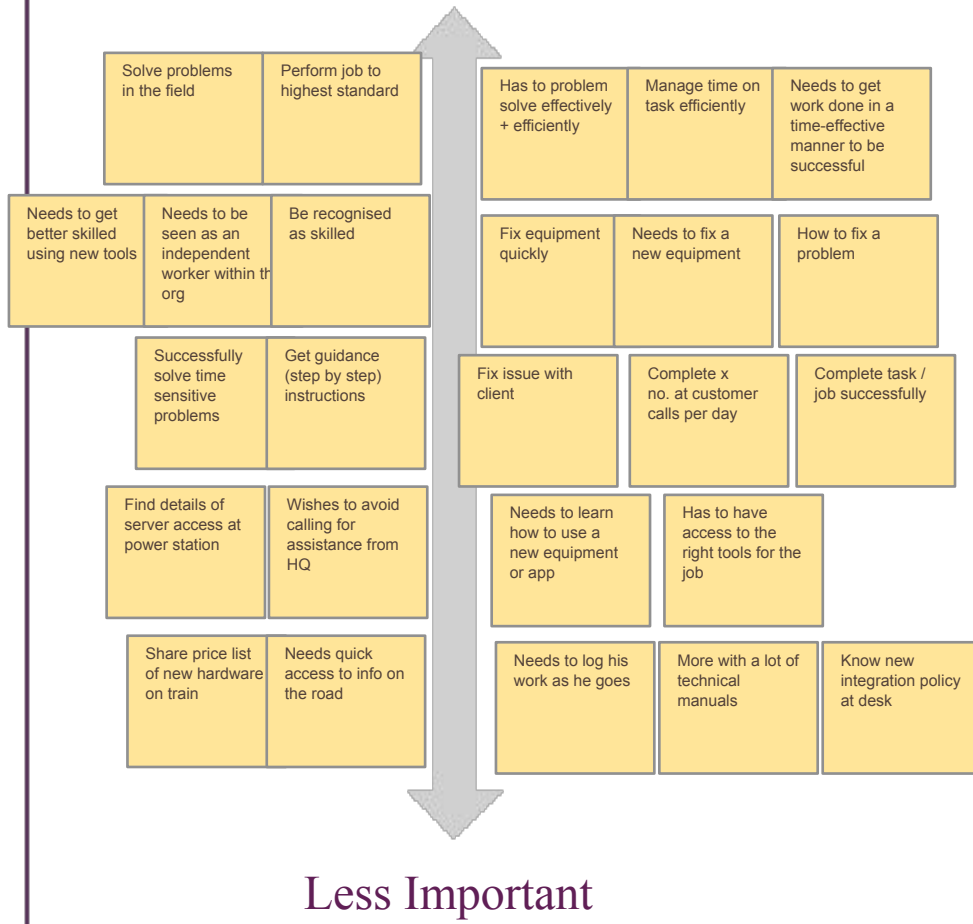 Solve problems
in the field
Perform job to
highest standard
Has to problem
solve effectively
+ efficiently
Manage time on
task efficiently
Needs to get
work done in a
time-effective
manner to be
successful
Needs to get
better skilled
using new tools
Needs to be
seen as an
independent
worker within th
org
Be recognised
as skilled
Fix equipment
quickly
Needs to fix a
new equipment
How to fix a
problem
Successfully
solve time
sensitive
problems
Get guidance
(step by step)
instructions
Fix issue with
client
Complete x
no. at customer
calls per day
Complete task /
job successfully
Find details of
server access at
power station
Wishes to avoid
calling for
assistance from
HQ
Needs to learn
how to use a
new equipment
or app
Has to have
access to the
right tools for the
job
Share price list
of new hardware
on train
Needs quick
access to info on
the road
Needs to log his
work as he goes
More with a lot of
technical
manuals
Know new
integration policy
at desk
Less Important